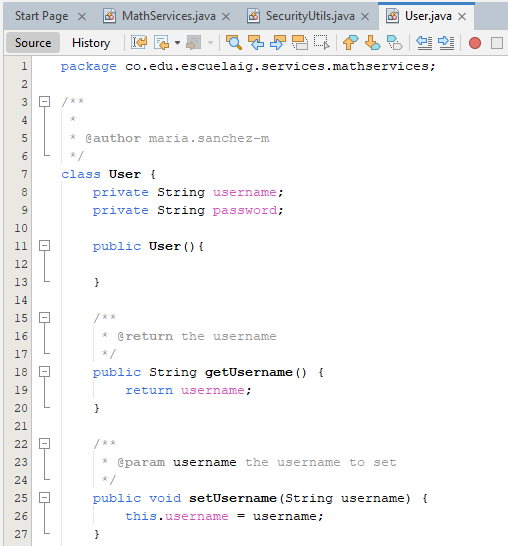 Start Page MathServices.java SecurityUtils.java User.java
Source History
1 package co.edu.escuelaig.services.mathservices;
2
3 /**
4 *
5 * @author maria.sanchez-m
6 */
7 class User {
8 private String username;
9 private String password;
10
11 public User(){
12
13 }
14
15 /**
16 * @return the username
17 */
18 public String getUsername() {
19 return username;
20 }
21
22 /**
23 * @param username the username to set
24 */
25 public void setUsername(String username) {
26 this.username = username;
27 }